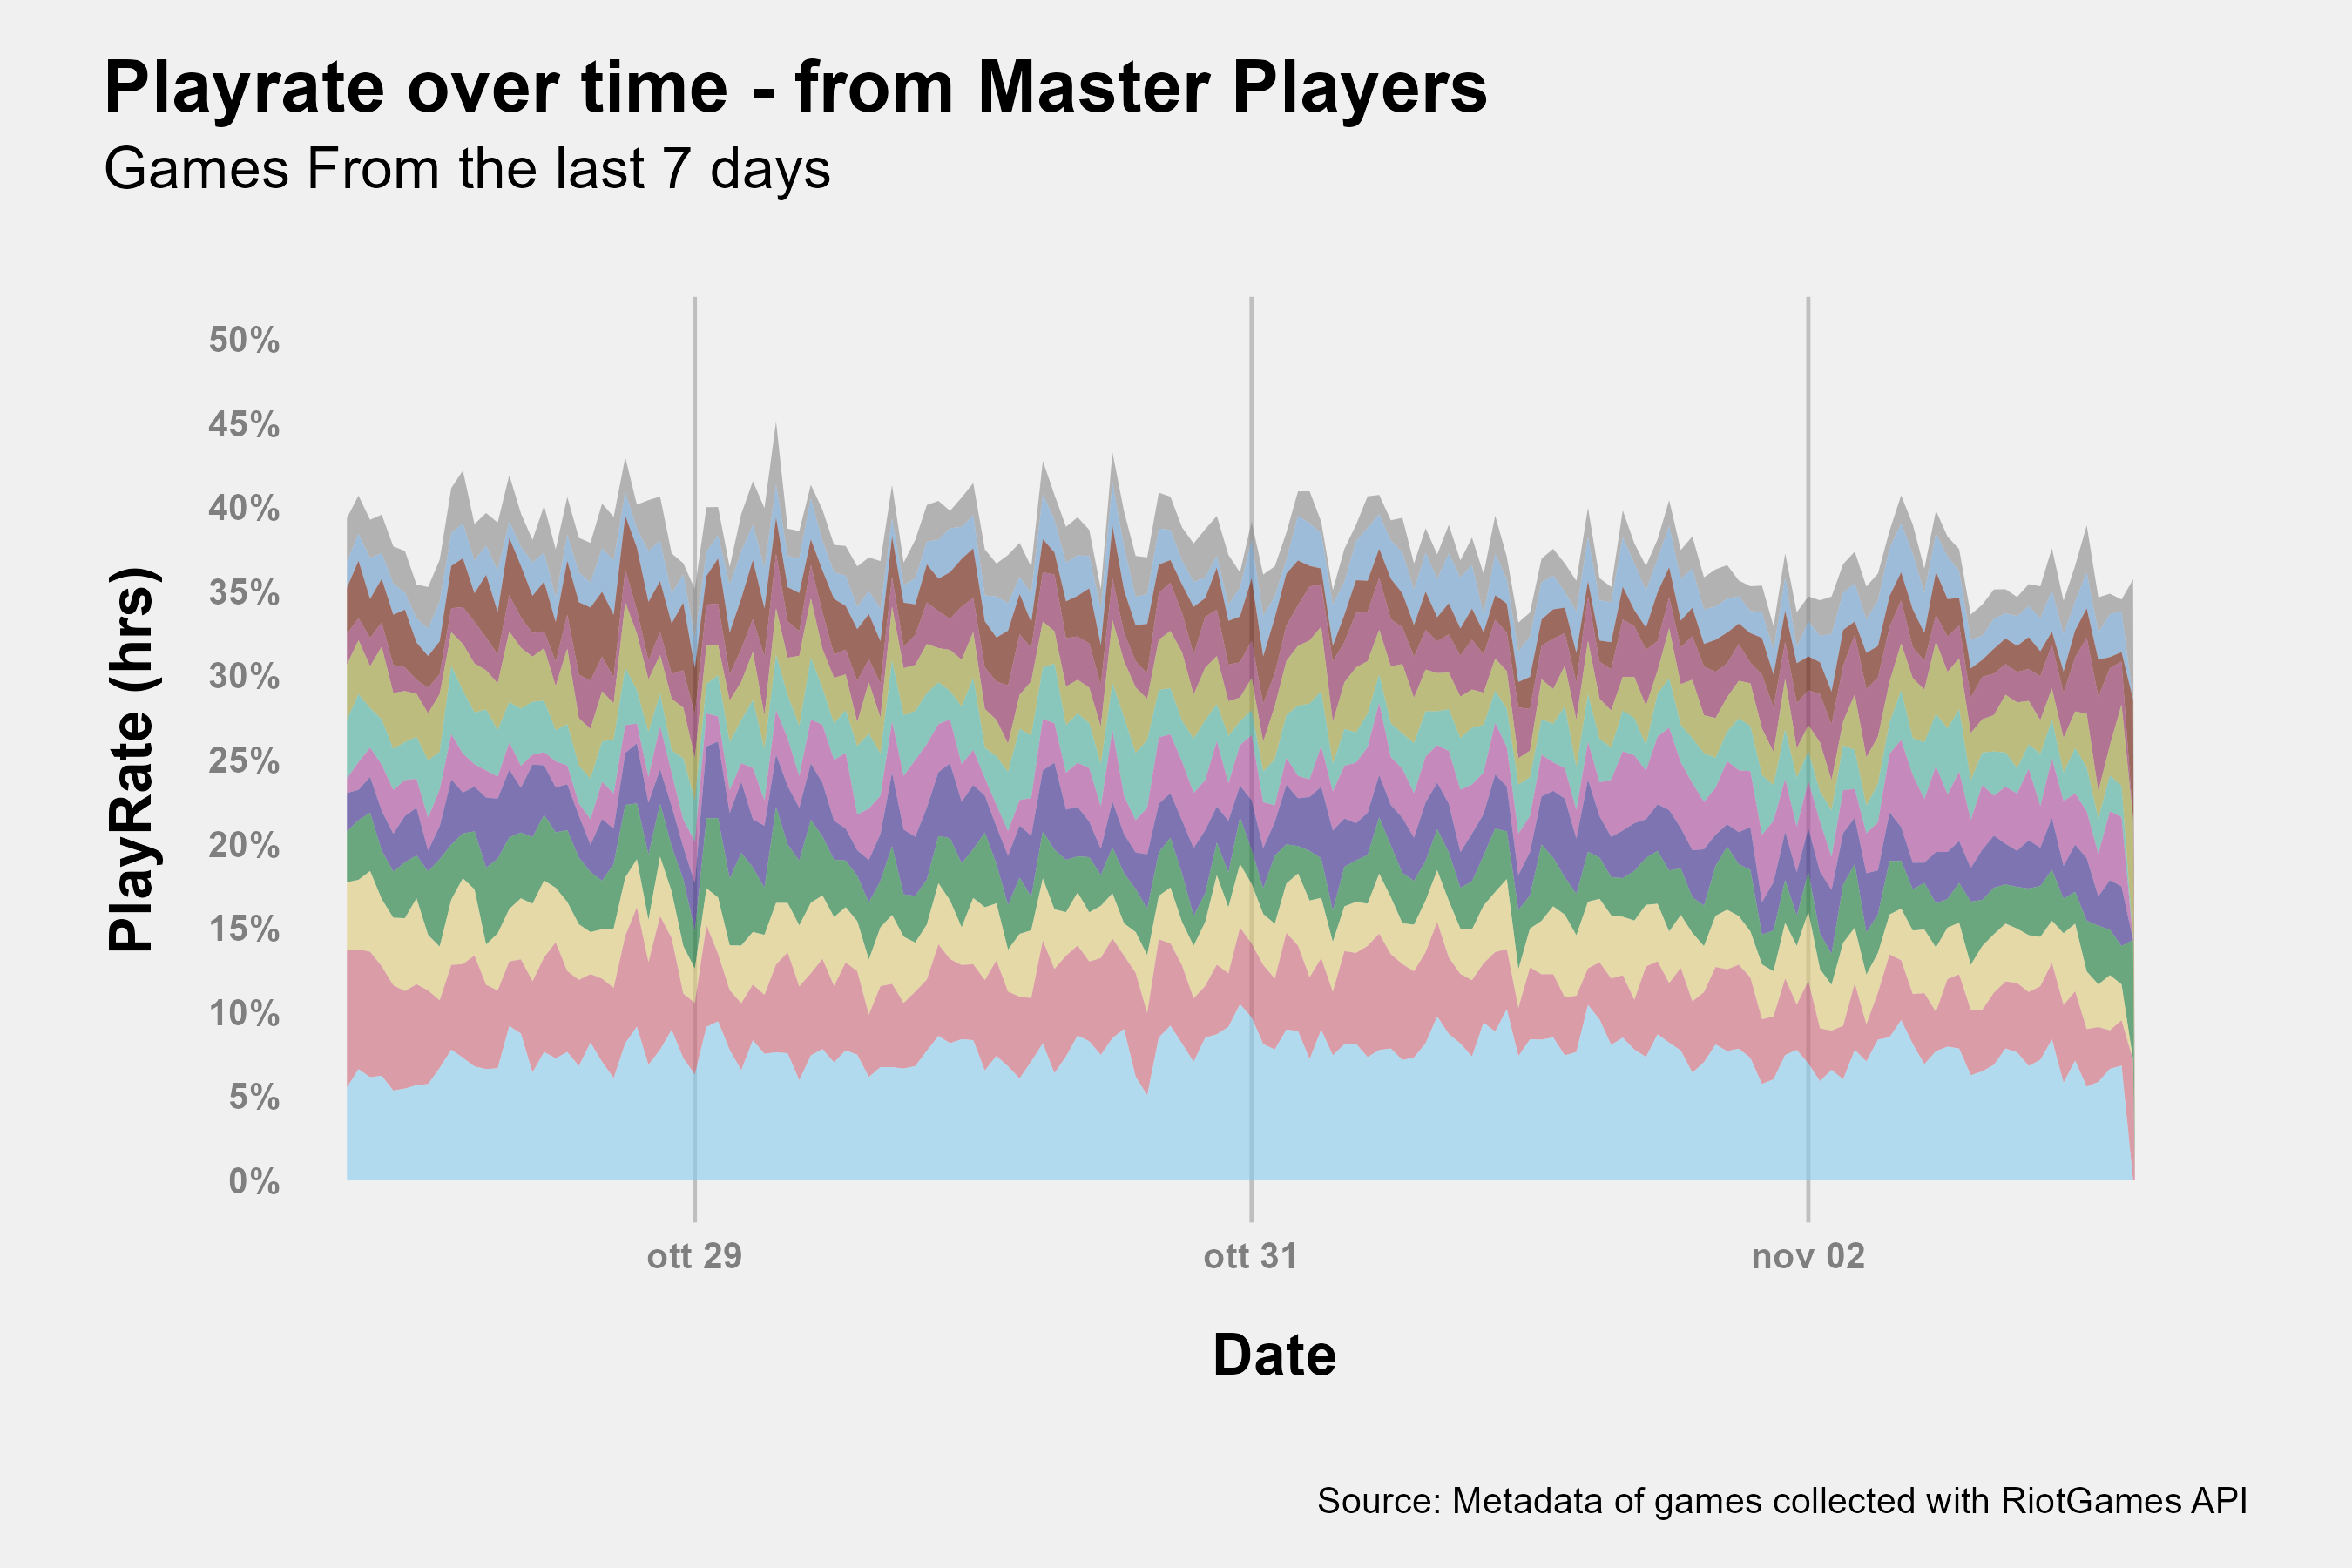 Playrate over time - from Master Players
Games From the last 7 days
50%
45%
40%
35%
30%
25%
20%
15%
10%
5%
0%
PlayRate (hrs)
ott 29
ott 31
nov 02
Date
Source: Metadata of games collected with RiotGames API